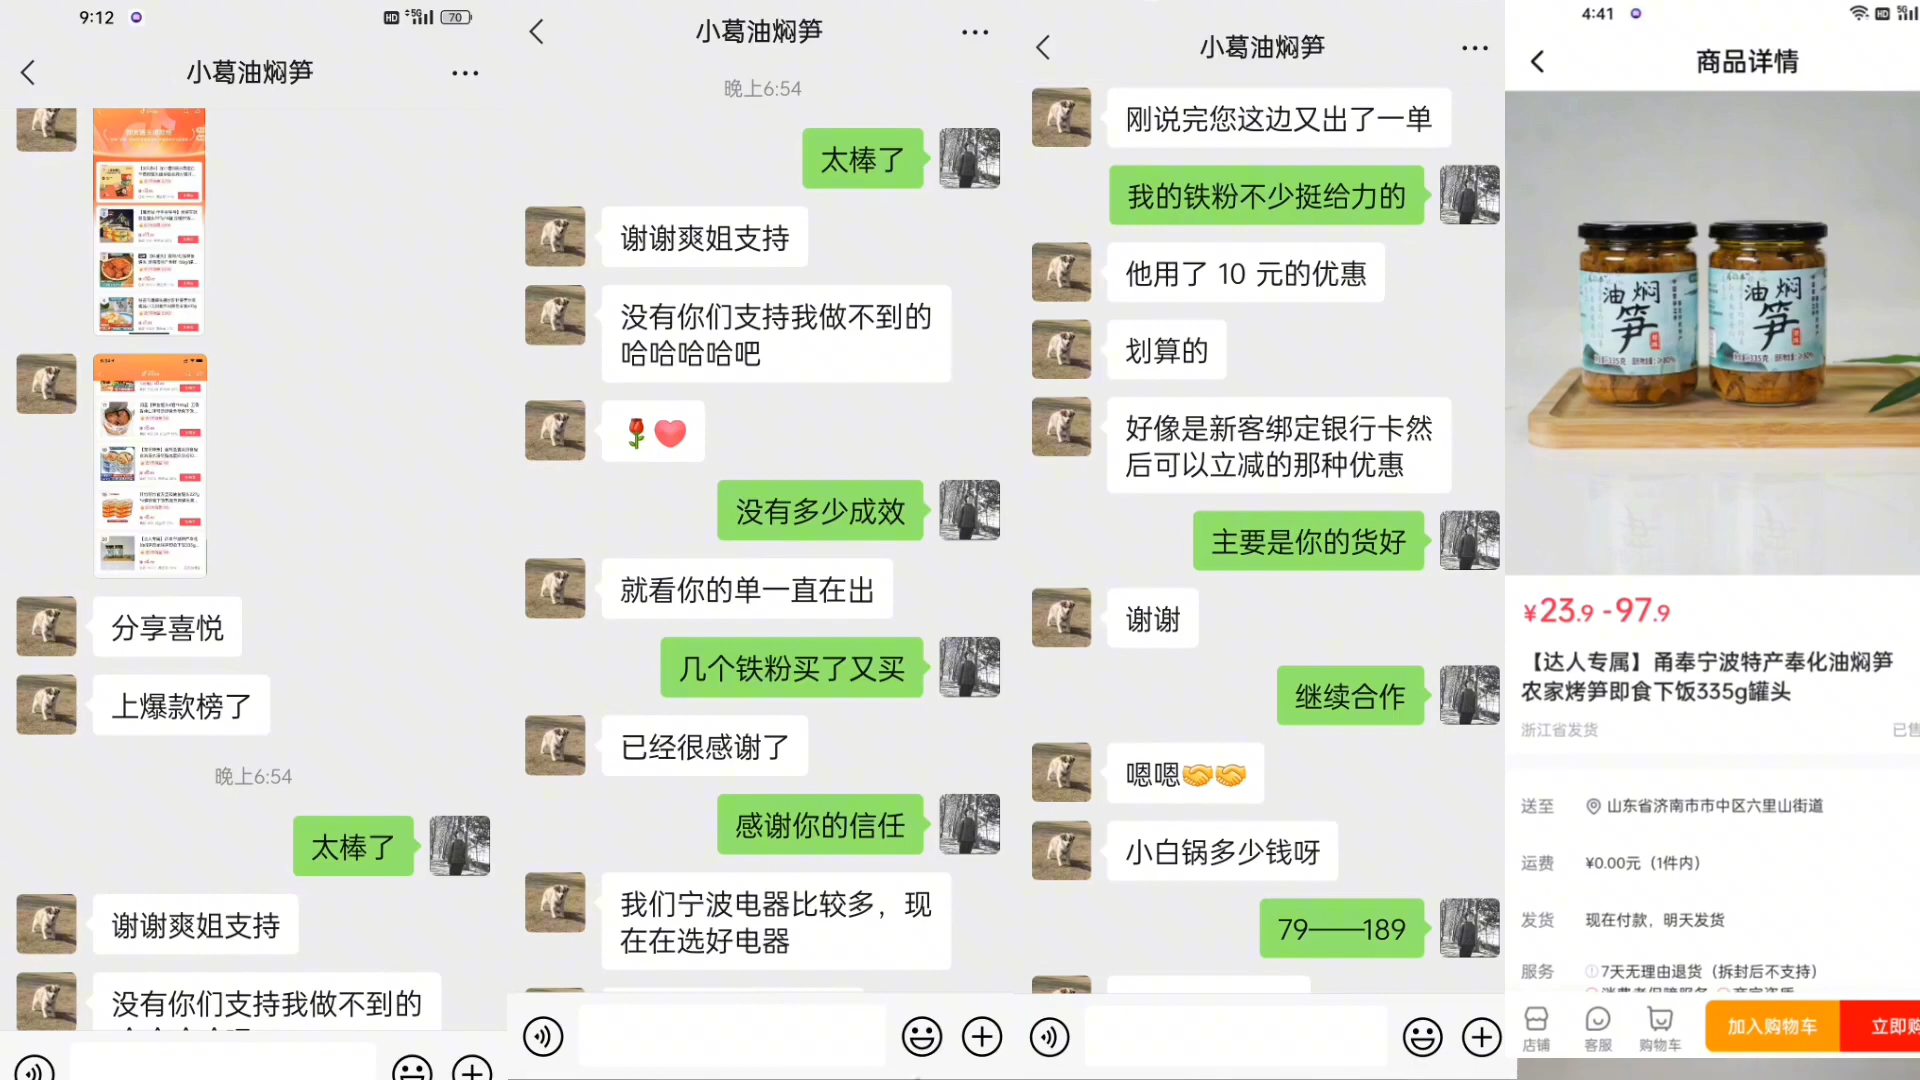 9:12
HD 5G 70
小葛油焖笋
分享喜悦
上爆款榜了
晚上6:54
太棒了
谢谢爽姐支持
没有你们支持我做不到的
小葛油焖笋
晚上6:54
太棒了
谢谢爽姐支持
没有你们支持我做不到的
哈哈哈哈吧
没有多少成效
就看你的单一直在出
几个铁粉买了又买
已经很感谢了
感谢你的信任
我们宁波电器比较多，现
在在选好电器
小葛油焖笋
刚说完您这边又出了一单
我的铁粉不少挺给力的
他用了 10 元的优惠
划算的
好像是新客绑定银行卡然
后可以立减的那种优惠
主要是你的货好
谢谢
继续合作
嗯嗯
小白锅多少钱呀
79——189
4:41
HD 5G
商品详情
油焖笋
油焖笋
¥23.9-97.9
【达人专属】甬奉宁波特产奉化油焖笋
农家烤笋即食下饭335g罐头
浙江省发货
已售
送至 山东省济南市市中区六里山街道
运费 ¥0.00元（1件内）
发货 现在付款，明天发货
服务 7天无理由退货（拆封后不支持）
店铺 客服 购物车 加入购物车 立即购